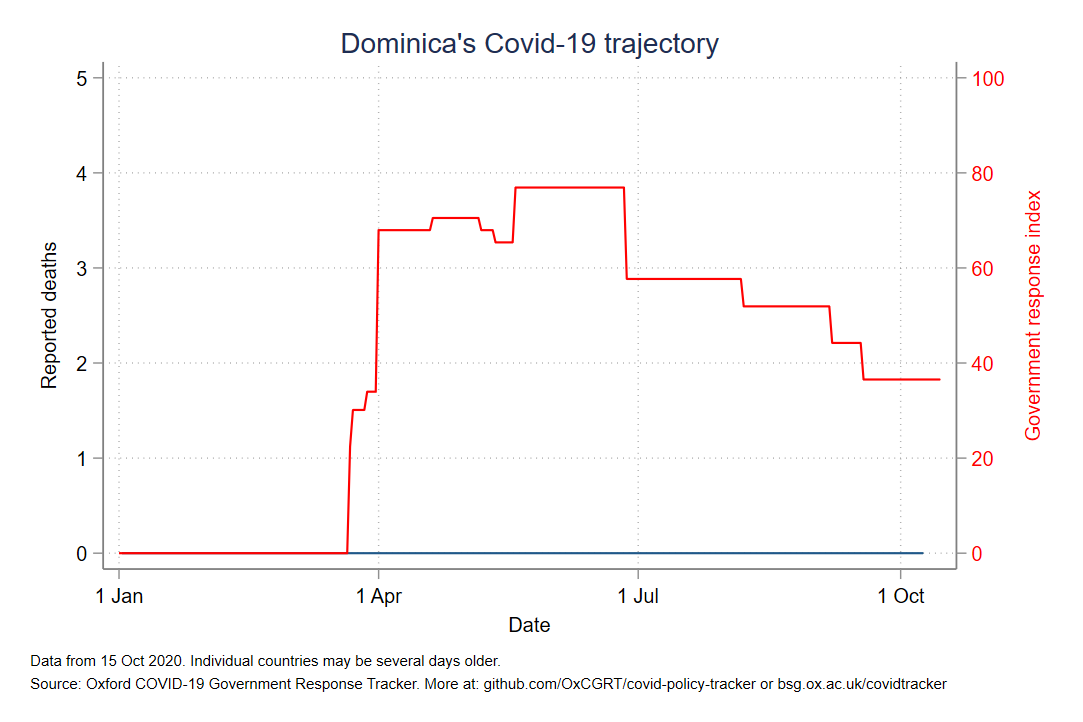 Dominica's Covid-19 trajectory
5
4
3
2
1
0
Reported deaths
100
80
60
40
20
0
Government response index
1 Jan 1 Apr 1 Jul 1 Oct
Date
Data from 15 Oct 2020. Individual countries may be several days older.
Source: Oxford COVID-19 Government Response Tracker. More at: github.com/OxCGRT/covid-policy-tracker or bsg.ox.ac.uk/covidtracker